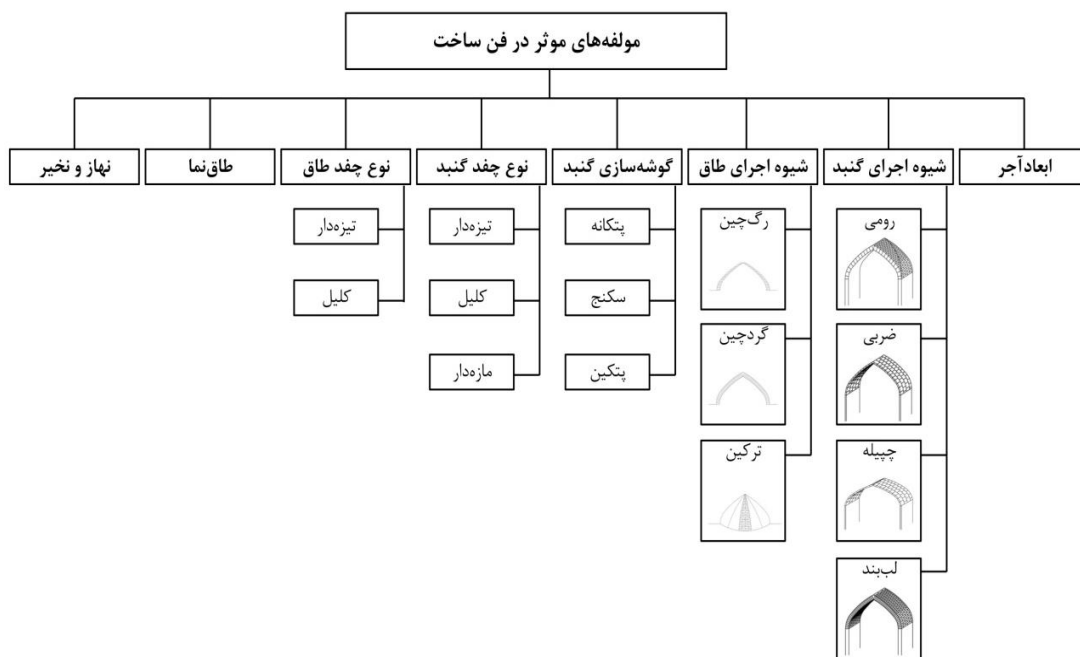 مولفه‌های موثر در فن ساخت
ابعادآجر
شیوه اجرای گنبد
رومی
ضربی
چپیله
لب‌بند
شیوه اجرای طاق
رگ‌چین
گردچین
ترکین
گوشه‌سازی گنبد
پتکانه
سکنج
پتکین
نوع چفد گنبد
تیزه‌دار
کلیل
مازه‌دار
نوع چفد طاق
تیزه‌دار
کلیل
طاق‌نما
نهاز و نخیر